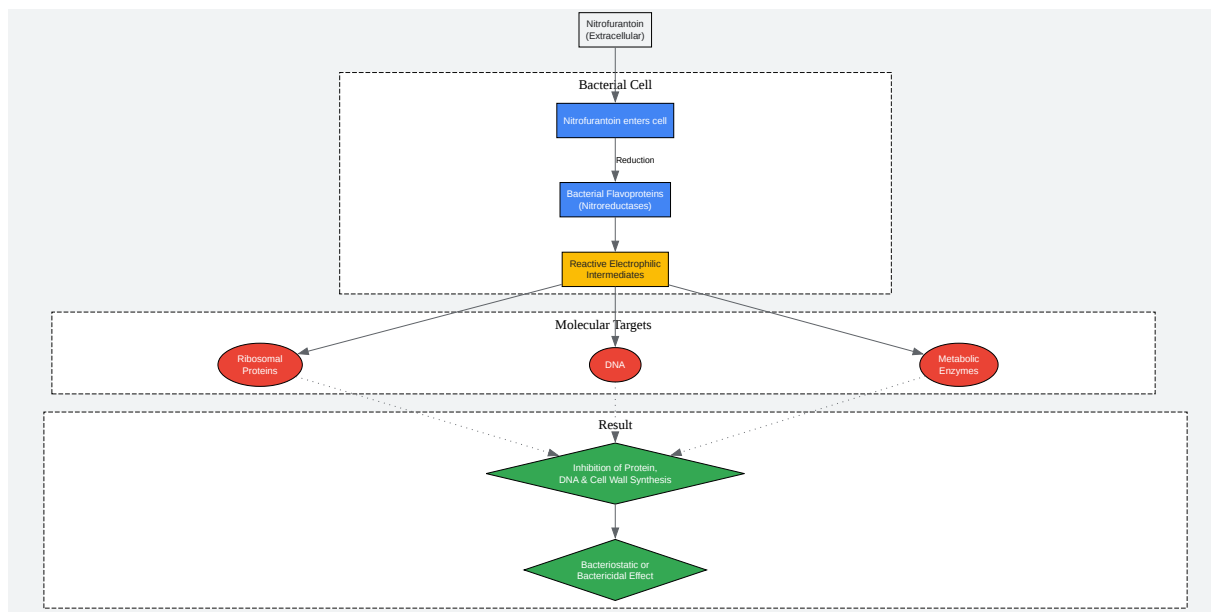 Nitrofurantoin
(Extracellular)
Bacterial Cell
Nitrofurantoin enters cell
Reduction
Bacterial Flavoproteins
(Nitroreductases)
Reactive Electrophilic
Intermediates
Molecular Targets
Ribosomal
Proteins
DNA
Metabolic
Enzymes
Result
Inhibition of Protein,
DNA & Cell Wall Synthesis
Bacteriostatic or
Bactericidal Effect